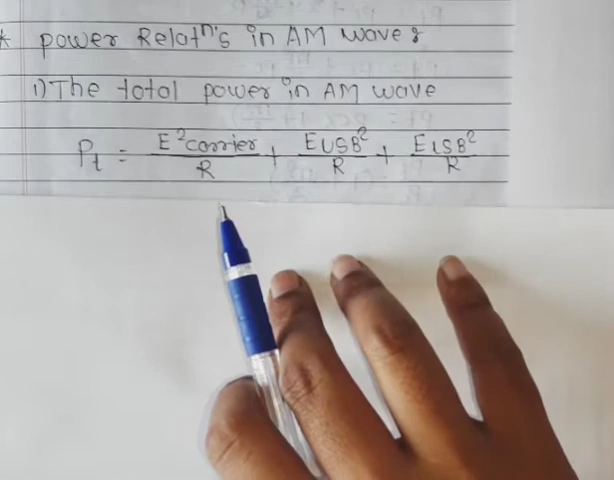 * power Relatⁿ's in AM wave :
1) The total power in AM wave
Pt = E²carrier/R + EUSB²/R + ELSB²/R